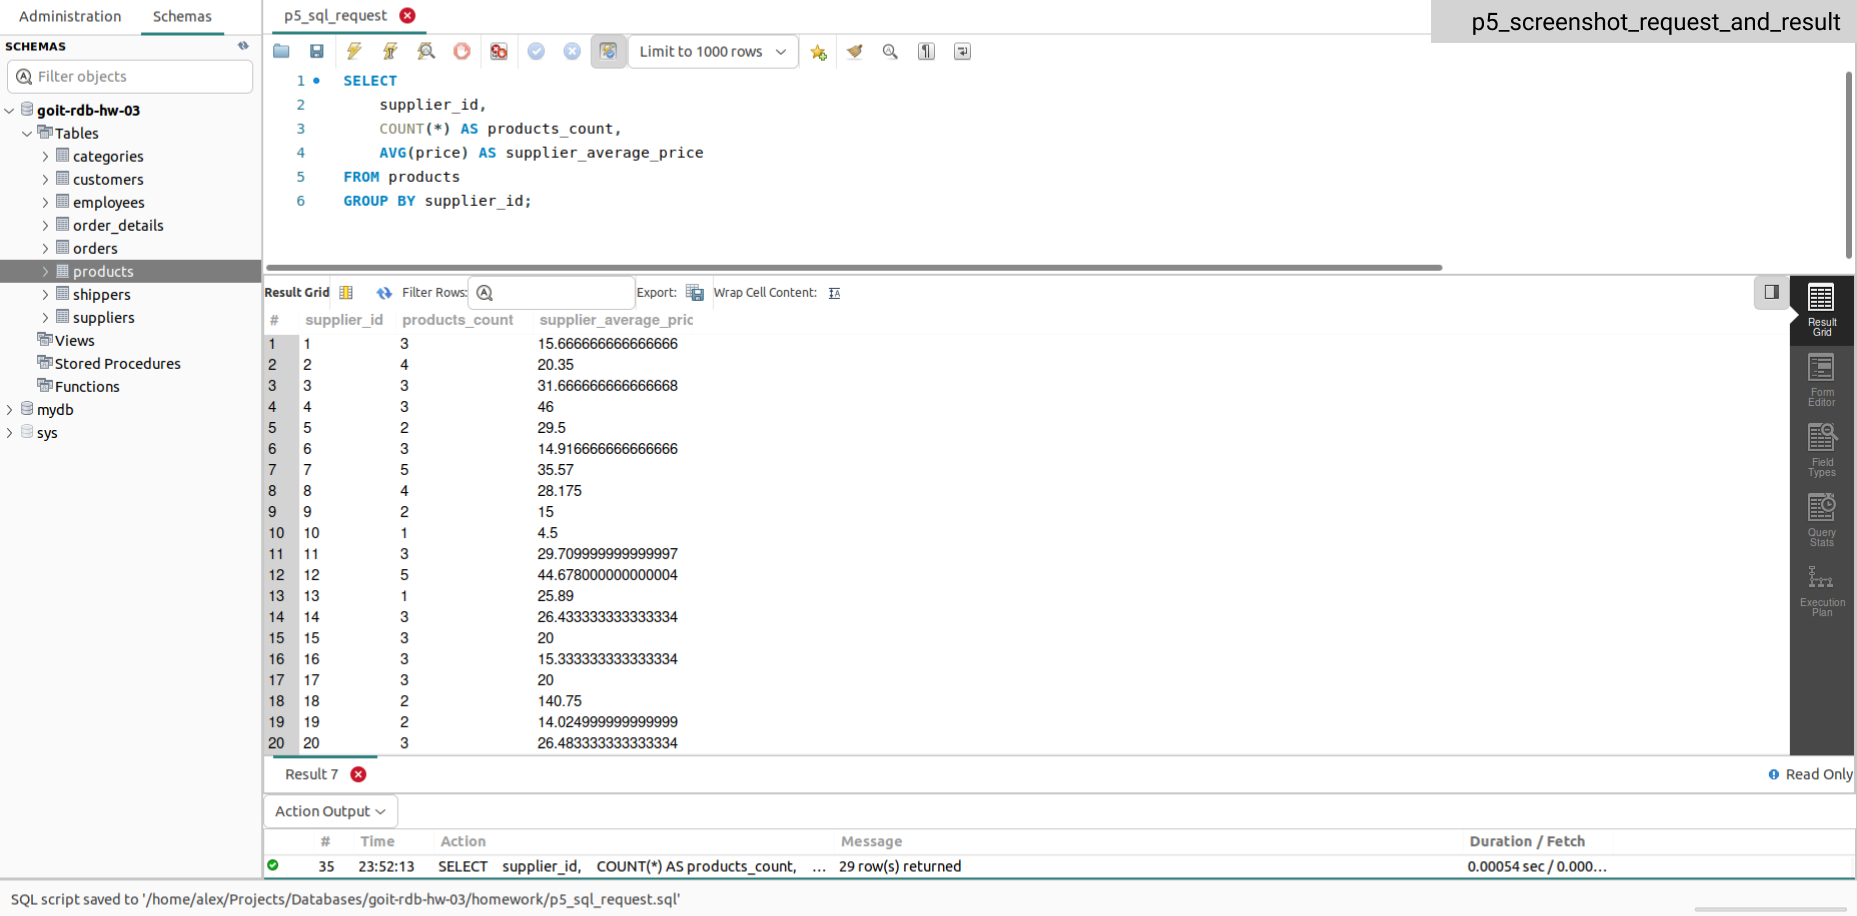 Administration Schemas
p5_sql_request
p5_screenshot_request_and_result
SCHEMAS
Filter objects
goit-rdb-hw-03
Tables
categories
customers
employees
order_details
orders
products
shippers
suppliers
Views
Stored Procedures
Functions
mydb
sys
Limit to 1000 rows
1 SELECT
2 supplier_id,
3 COUNT(*) AS products_count,
4 AVG(price) AS supplier_average_price
5 FROM products
6 GROUP BY supplier_id;
Result Grid Filter Rows: Export: Wrap Cell Content:
# supplier_id products_count supplier_average_pric
1 1 3 15.666666666666666
2 2 4 20.35
3 3 3 31.666666666666668
4 4 3 46
5 5 2 29.5
6 6 3 14.916666666666666
7 7 5 35.57
8 8 4 28.175
9 9 2 15
10 10 1 4.5
11 11 3 29.709999999999997
12 12 5 44.678000000000004
13 13 1 25.89
14 14 3 26.433333333333334
15 15 3 20
16 16 3 15.333333333333334
17 17 3 20
18 18 2 140.75
19 19 2 14.024999999999999
20 20 3 26.483333333333334
Result
Grid
Form
Editor
Field
Types
Query
Stats
Execution
Plan
Result 7
Read Only
Action Output
# Time Action Message Duration / Fetch
35 23:52:13 SELECT supplier_id, COUNT(*) AS products_count, ... 29 row(s) returned 0.00054 sec / 0.000...
SQL script saved to '/home/alex/Projects/Databases/goit-rdb-hw-03/homework/p5_sql_request.sql'